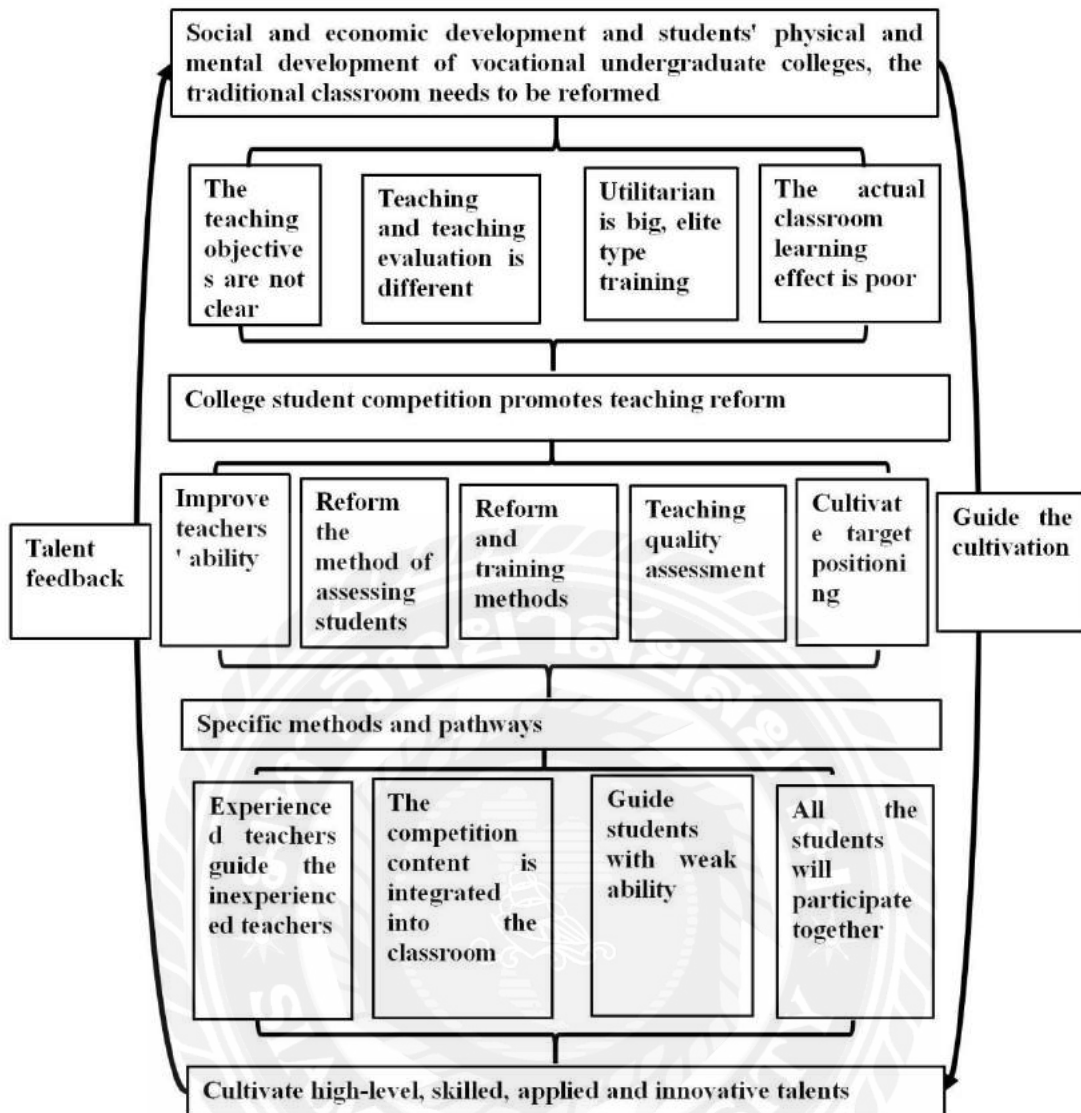 Social and economic development and students' physical and
mental development of vocational undergraduate colleges, the
traditional classroom needs to be reformed
The
teaching
objective
s are not
clear
Teaching
and teaching
evaluation is
different
Utilitarian
is big, elite
type
training
The actual
classroom
learning
effect is poor
College student competition promotes teaching reform
Talent
feedback
Improve
teachers
' ability
Reform
the
method of
assessing
students
Reform
and
training
methods
Teaching
quality
assessment
Cultivat
e target
positioni
ng
Guide the
cultivation
Specific methods and pathways
Experience
d teachers
guide the
inexperienc
ed teachers
The
competition
content is
integrated
into the
classroom
Guide
students
with weak
ability
All the
students
will
participate
together
Cultivate high-level, skilled, applied and innovative talents